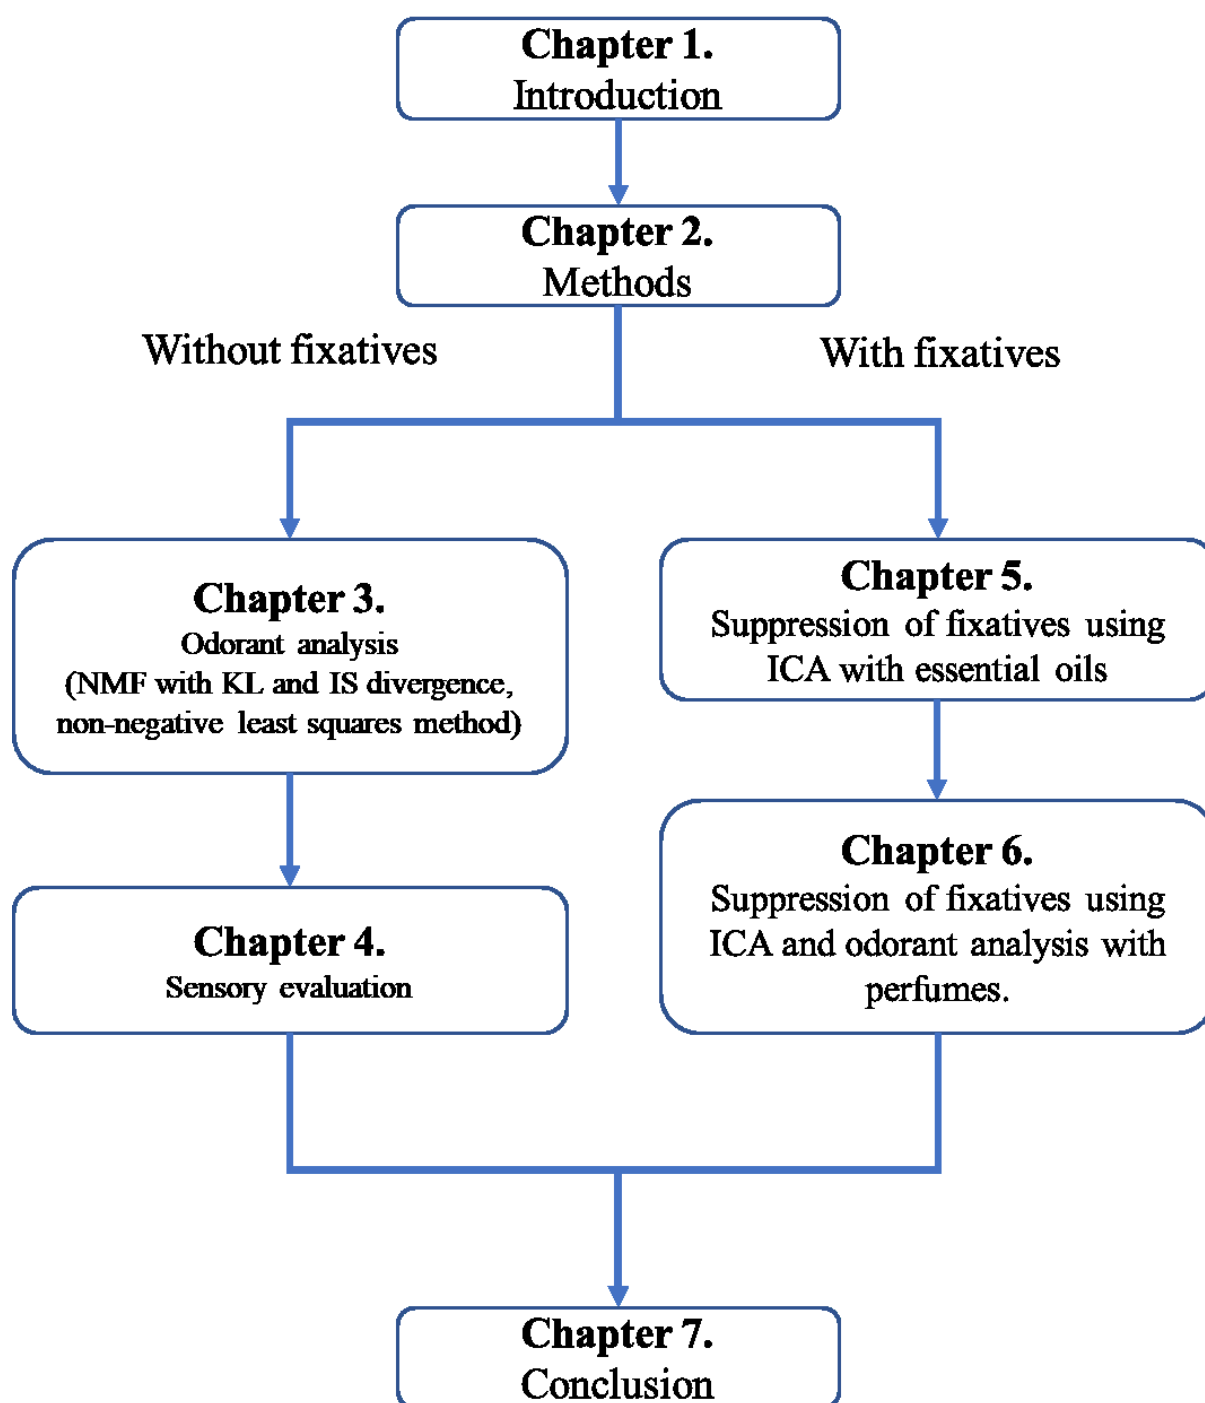 Chapter 1.
Introduction
Chapter 2.
Methods
Without fixatives
With fixatives
Chapter 3.
Odorant analysis
(NMF with KL and IS divergence,
non-negative least squares method)
Chapter 4.
Sensory evaluation
Chapter 5.
Suppression of fixatives using
ICA with essential oils
Chapter 6.
Suppression of fixatives using
ICA and odorant analysis with
perfumes.
Chapter 7.
Conclusion